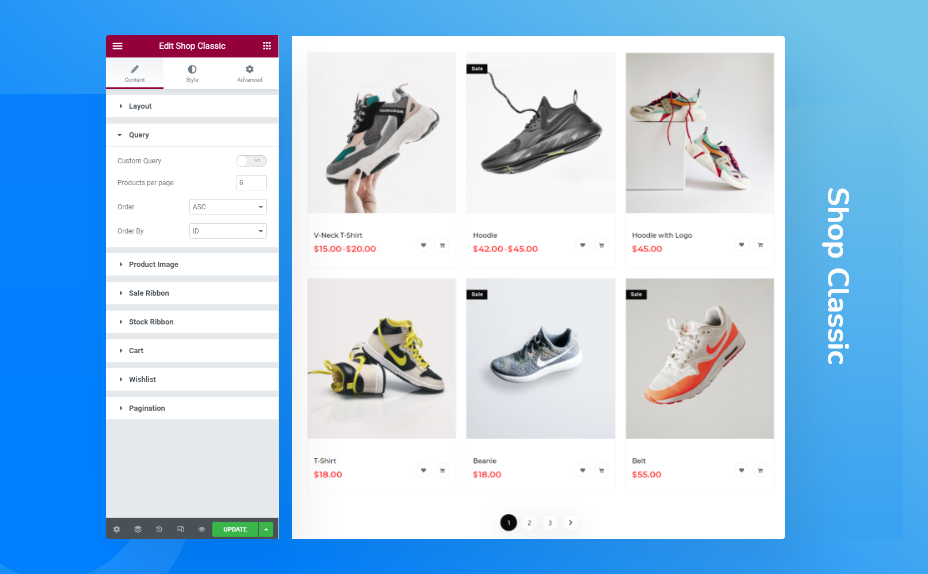 Edit Shop Classic
Content
Style
Advanced
Layout
Query
Custom Query
NO
Products per page
6
Order
ASC
Order By
ID
Product Image
Sale Ribbon
Stock Ribbon
Cart
Wishlist
Pagination
UPDATE
V-Neck T-Shirt
$15.00-$20.00
Sale
Hoodie
$42.00-$45.00
Hoodie with Logo
$45.00
T-Shirt
$18.00
Sale
Beanie
$18.00
Sale
Belt
$55.00
1 2 3
Shop Classic